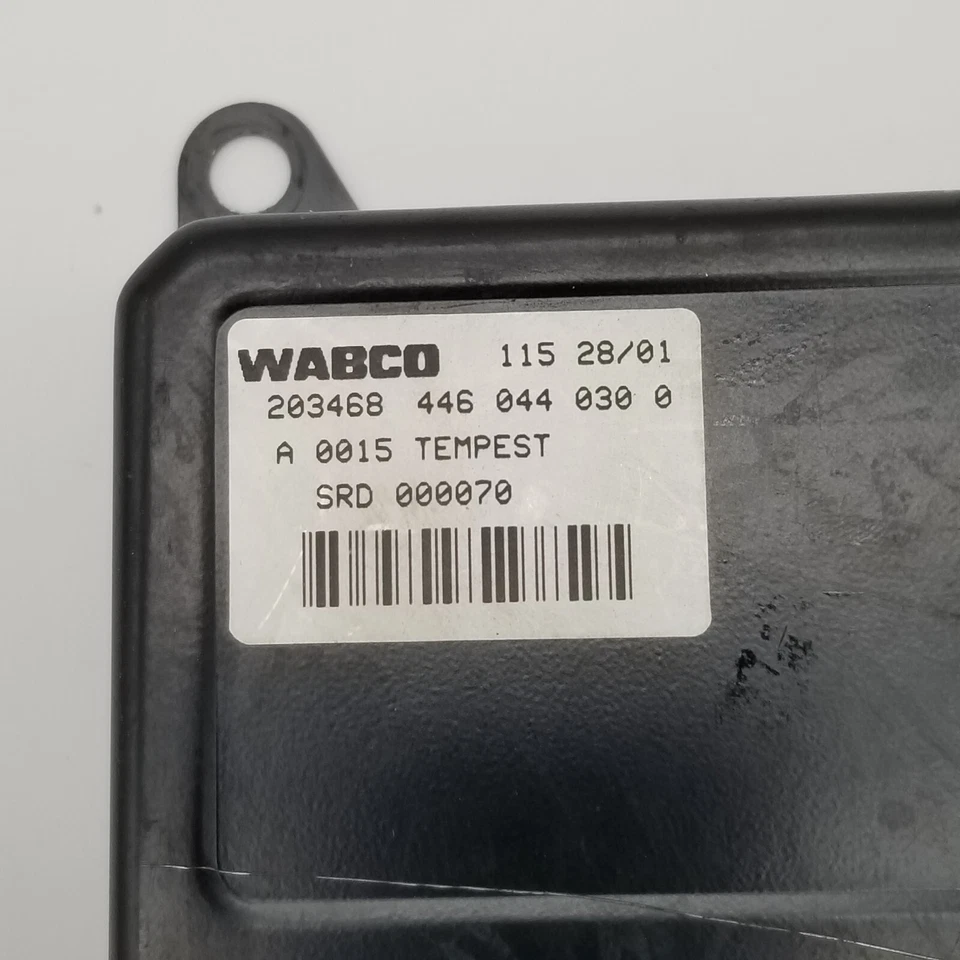 WABCO 115 28/01
203468 446 044 030 0
A 0015 TEMPEST
SRD 000070